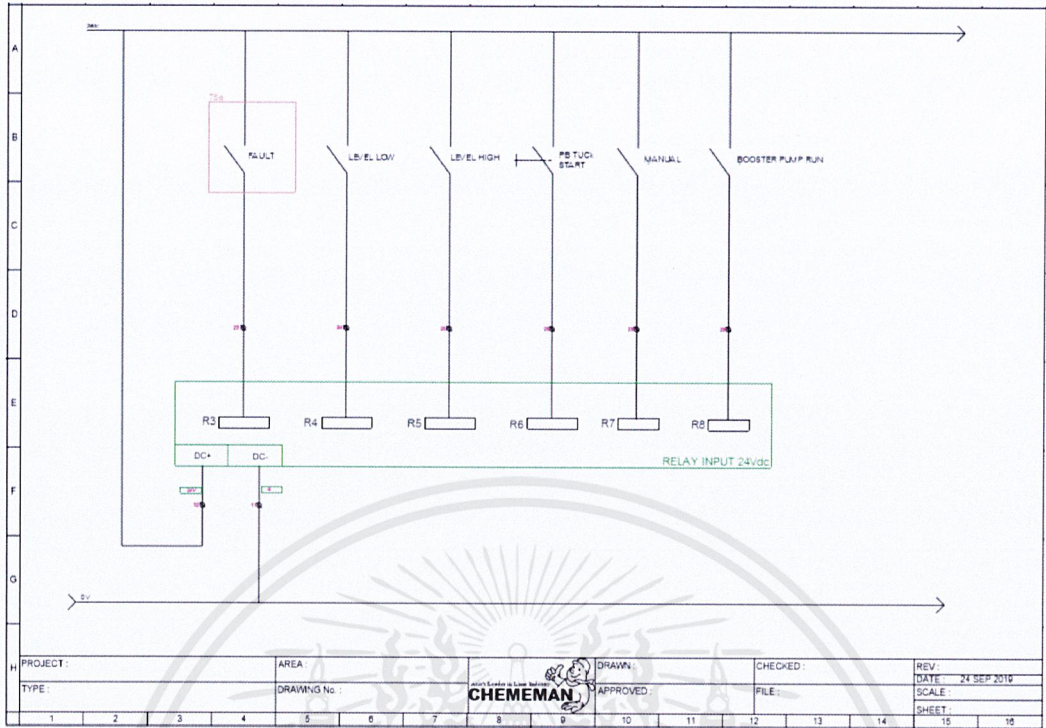 A
B
C
D
E
F
G
H
FAULT
LEVEL LOW
LEVEL HIGH
PB TUCK
START
MANUAL
BOOSTER PUMP RUN
R3
R4
R5
R6
R7
R8
DC+
DC-
RELAY INPUT 24Vdc
0V
PROJECT :
AREA :
DRAWN :
CHECKED :
REV :
DATE : 24 SEP 2019
TYPE :
DRAWING No. :
CHEMEMAN
APPROVED :
FILE :
SCALE :
SHEET :
1 2 3 4 5 6 7 8 9 10 11 12 13 14 15 16